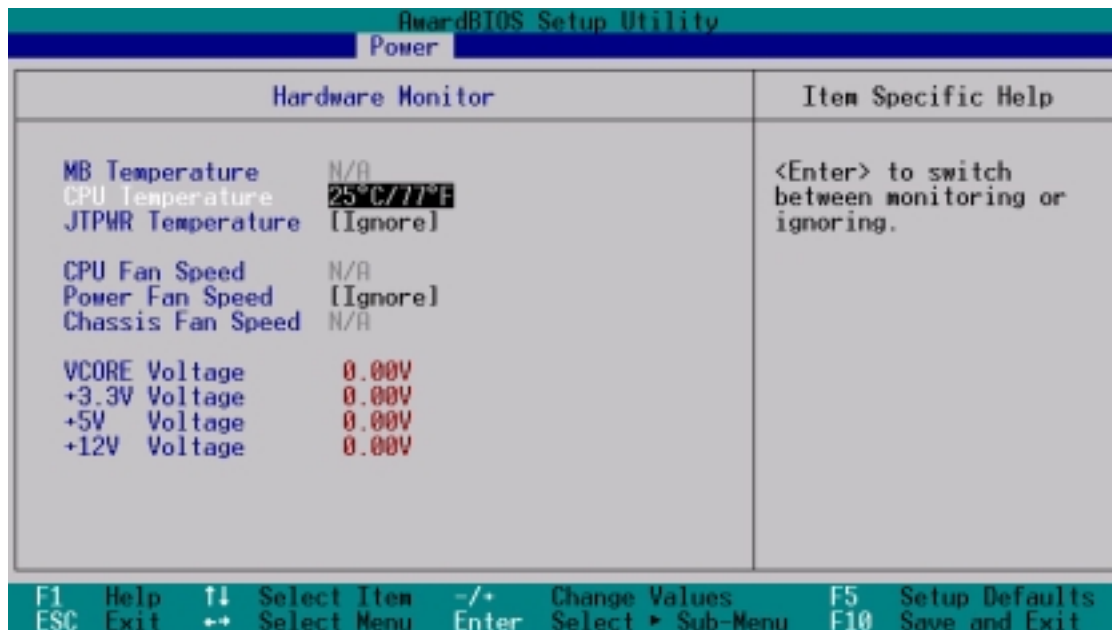 AwardBIOS Setup Utility
Power
Hardware Monitor
Item Specific Help
MB Temperature N/A
CPU Temperature 25°C/77°F
JTPWR Temperature [Ignore]
CPU Fan Speed N/A
Power Fan Speed [Ignore]
Chassis Fan Speed N/A
VCORE Voltage 0.00V
+3.3V Voltage 0.00V
+5V Voltage 0.00V
+12V Voltage 0.00V
<Enter> to switch
between monitoring or
ignoring.
F1 Help ↑↓ Select Item -/+ Change Values F5 Setup Defaults
ESC Exit ←→ Select Menu Enter Select ► Sub-Menu F10 Save and Exit